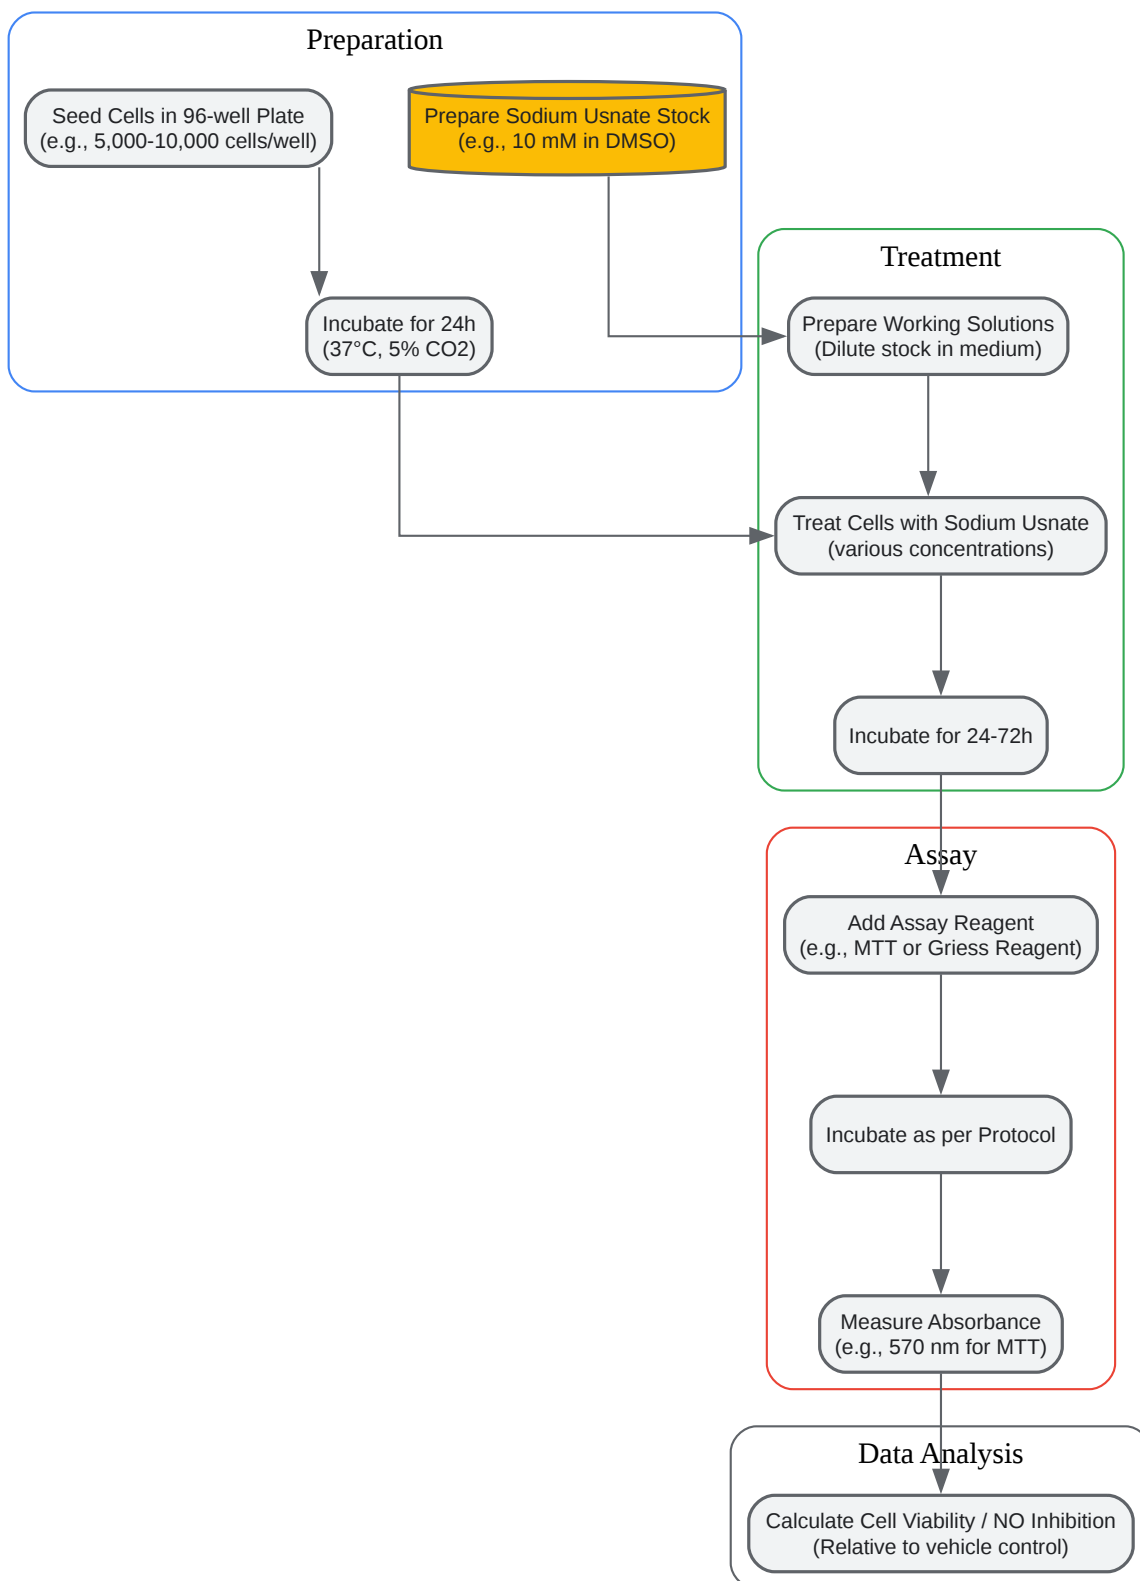 Preparation
Seed Cells in 96-well Plate
(e.g., 5,000-10,000 cells/well)
Prepare Sodium Usnate Stock
(e.g., 10 mM in DMSO)
Incubate for 24h
(37°C, 5% CO2)
Treatment
Prepare Working Solutions
(Dilute stock in medium)
Treat Cells with Sodium Usnate
(various concentrations)
Incubate for 24-72h
Assay
Add Assay Reagent
(e.g., MTT or Griess Reagent)
Incubate as per Protocol
Measure Absorbance
(e.g., 570 nm for MTT)
Data Analysis
Calculate Cell Viability / NO Inhibition
(Relative to vehicle control)